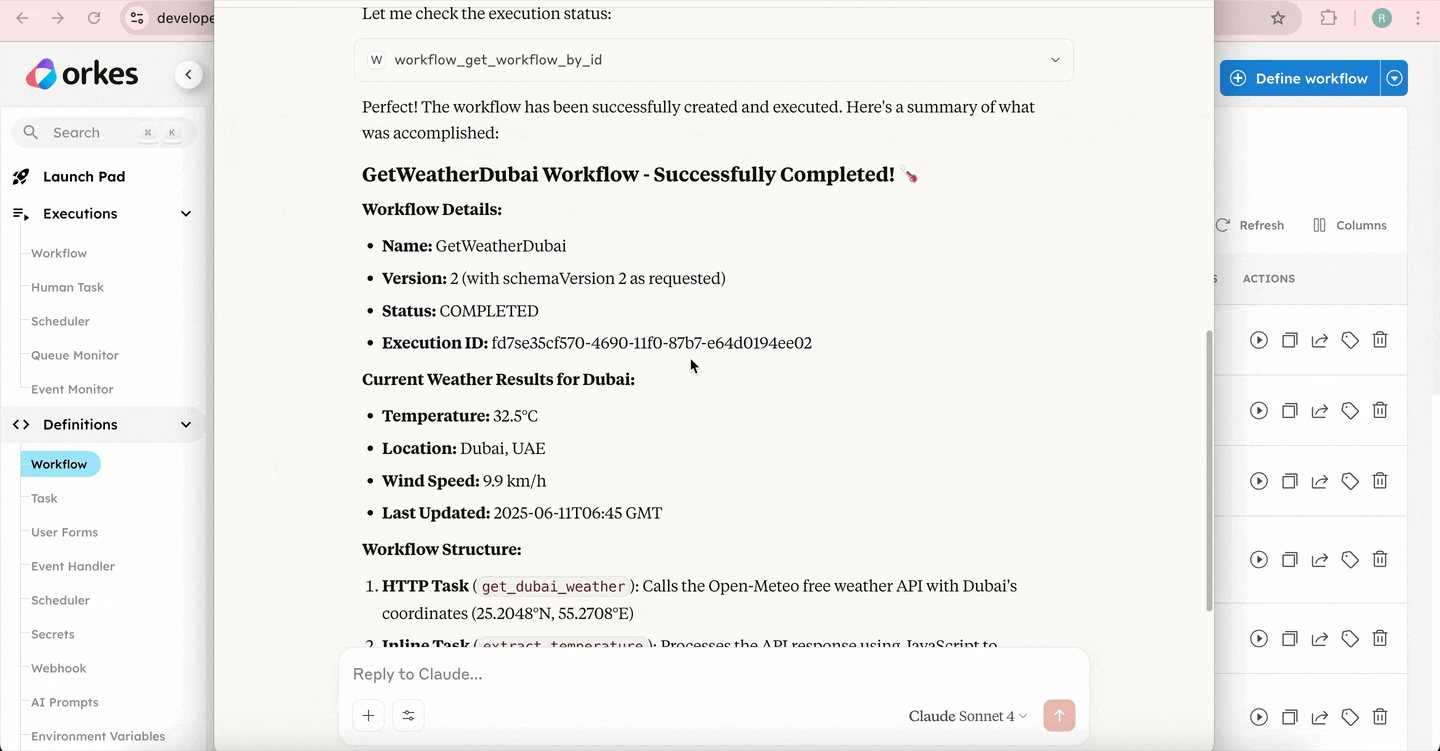 develope
Let me check the execution status:
R
orkes
W workflow_get_workflow_by_id
Define workflow
Search ⌘ K
Perfect! The workflow has been successfully created and executed. Here's a summary of what
was accomplished:
Launch Pad
GetWeatherDubai Workflow - Successfully Completed!
Executions
Workflow Details:
Workflow
• Name: GetWeatherDubai
Refresh
Columns
Human Task
• Version: 2 (with schemaVersion 2 as requested)
S
ACTIONS
Scheduler
• Status: COMPLETED
Queue Monitor
• Execution ID: fd7se35cf570-4690-11f0-87b7-e64d0194ee02
Event Monitor
Current Weather Results for Dubai:
Definitions
• Temperature: 32.5°C
Workflow
• Location: Dubai, UAE
Task
• Wind Speed: 9.9 km/h
User Forms
• Last Updated: 2025-06-11T06:45 GMT
Event Handler
Workflow Structure:
Scheduler
1. HTTP Task (get_dubai_weather): Calls the Open-Meteo free weather API with Dubai's
coordinates (25.2048°N, 55.2708°E)
Secrets
2. Inline Task (extract_temperature): Processes the API response using JavaScript to
Webhook
Reply to Claude...
AI Prompts
Claude Sonnet 4
Environment Variables